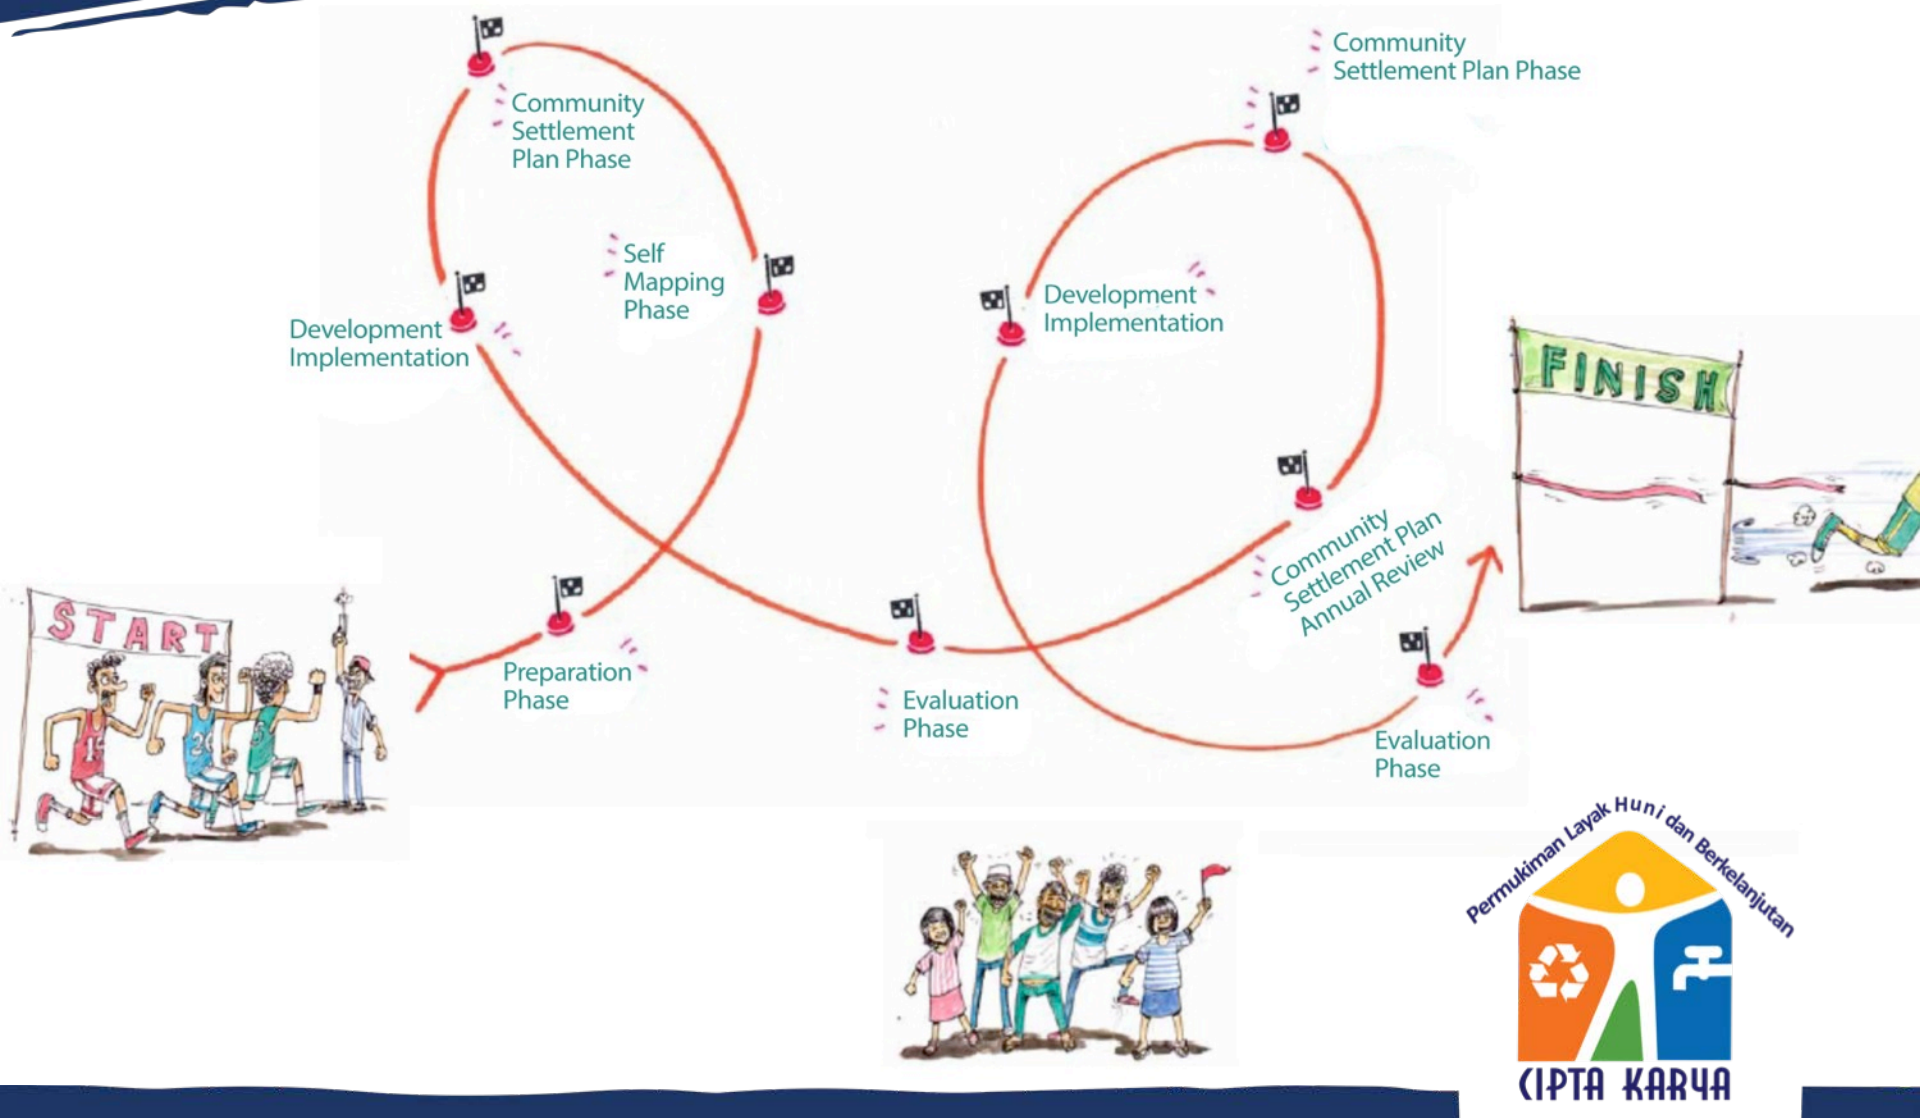 Community
Settlement
Plan Phase
Community
Settlement Plan Phase
Self
Mapping
Phase
Development
Implementation
Development
Implementation
FINISH
Community
Settlement Plan
Annual Review
START
Preparation
Phase
Evaluation
Phase
Evaluation
Phase
Permukiman Layak Huni dan Berkelanjutan
CIPTA KARYA